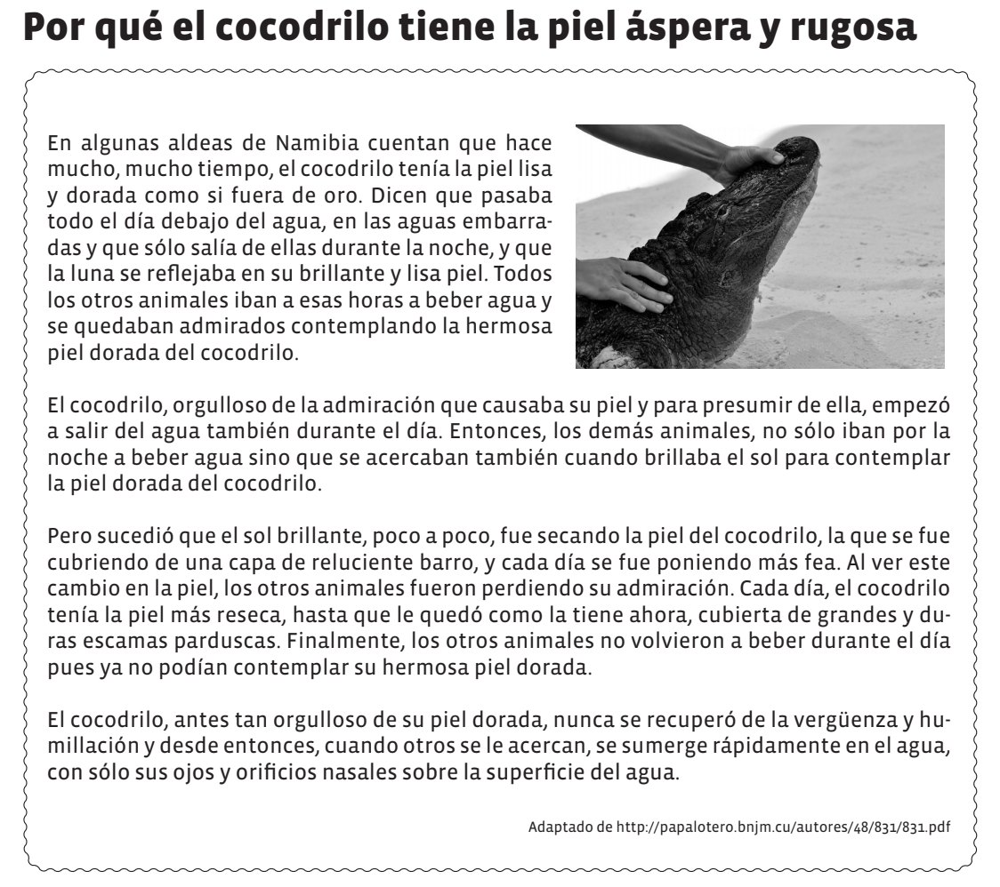 Por qué el cocodrilo tiene la piel áspera y rugosa
En algunas aldeas de Namibia cuentan que hace
mucho, mucho tiempo, el cocodrilo tenía la piel lisa
y dorada como si fuera de oro. Dicen que pasaba
todo el día debajo del agua, en las aguas embarra-
das y que sólo salía de ellas durante la noche, y que
la luna se reflejaba en su brillante y lisa piel. Todos
los otros animales iban a esas horas a beber agua y
se quedaban admirados contemplando la hermosa
piel dorada del cocodrilo.
El cocodrilo, orgulloso de la admiración que causaba su piel y para presumir de ella, empezó
a salir del agua también durante el día. Entonces, los demás animales, no sólo iban por la
noche a beber agua sino que se acercaban también cuando brillaba el sol para contemplar
la piel dorada del cocodrilo.
Pero sucedió que el sol brillante, poco a poco, fue secando la piel del cocodrilo, la que se fue
cubriendo de una capa de reluciente barro, y cada día se fue poniendo más fea. Al ver este
cambio en la piel, los otros animales fueron perdiendo su admiración. Cada día, el cocodrilo
tenía la piel más reseca, hasta que le quedó como la tiene ahora, cubierta de grandes y du-
ras escamas parduscas. Finalmente, los otros animales no volvieron a beber durante el día
pues ya no podían contemplar su hermosa piel dorada.
El cocodrilo, antes tan orgulloso de su piel dorada, nunca se recuperó de la vergüenza y hu-
millación y desde entonces, cuando otros se le acercan, se sumerge rápidamente en el agua,
con sólo sus ojos y orificios nasales sobre la superficie del agua.
Adaptado de http://papalotero.bnjm.cu/autores/48/831/831.pdf